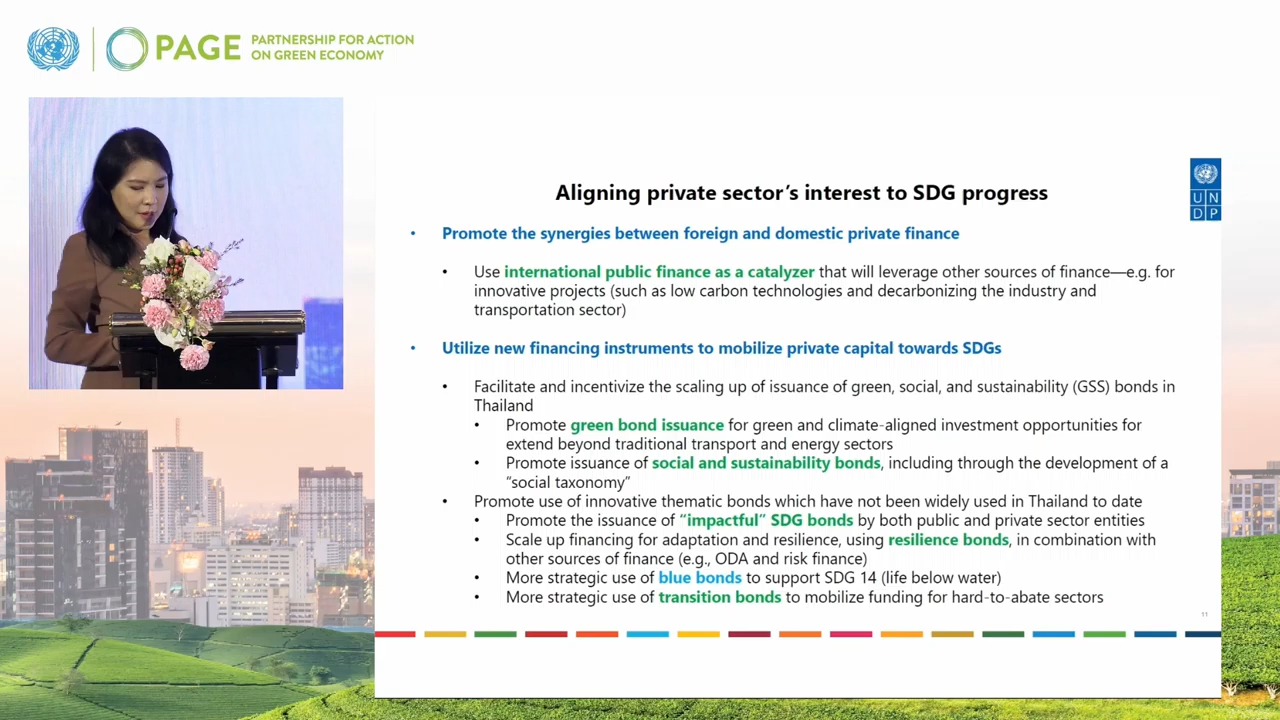 PAGE PARTNERSHIP FOR ACTION
ON GREEN ECONOMY
U N
D P
Aligning private sector's interest to SDG progress
• Promote the synergies between foreign and domestic private finance
• Use international public finance as a catalyzer that will leverage other sources of finance—e.g. for
innovative projects (such as low carbon technologies and decarbonizing the industry and
transportation sector)
• Utilize new financing instruments to mobilize private capital towards SDGs
• Facilitate and incentivize the scaling up of issuance of green, social, and sustainability (GSS) bonds in
Thailand
• Promote green bond issuance for green and climate-aligned investment opportunities for
extend beyond traditional transport and energy sectors
• Promote issuance of social and sustainability bonds, including through the development of a
"social taxonomy"
• Promote use of innovative thematic bonds which have not been widely used in Thailand to date
• Promote the issuance of "impactful" SDG bonds by both public and private sector entities
• Scale up financing for adaptation and resilience, using resilience bonds, in combination with
other sources of finance (e.g., ODA and risk finance)
• More strategic use of blue bonds to support SDG 14 (life below water)
• More strategic use of transition bonds to mobilize funding for hard-to-abate sectors
11